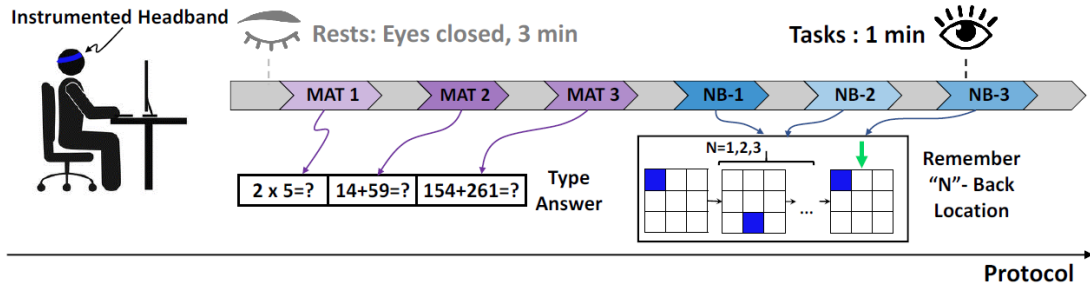 Instrumented Headband
Rests: Eyes closed, 3 min
Tasks : 1 min
MAT 1
MAT 2
MAT 3
NB-1
NB-2
NB-3
2 x 5=?
14+59=?
154+261=?
Type
Answer
N=1,2,3
...
Remember
“N”- Back
Location
Protocol